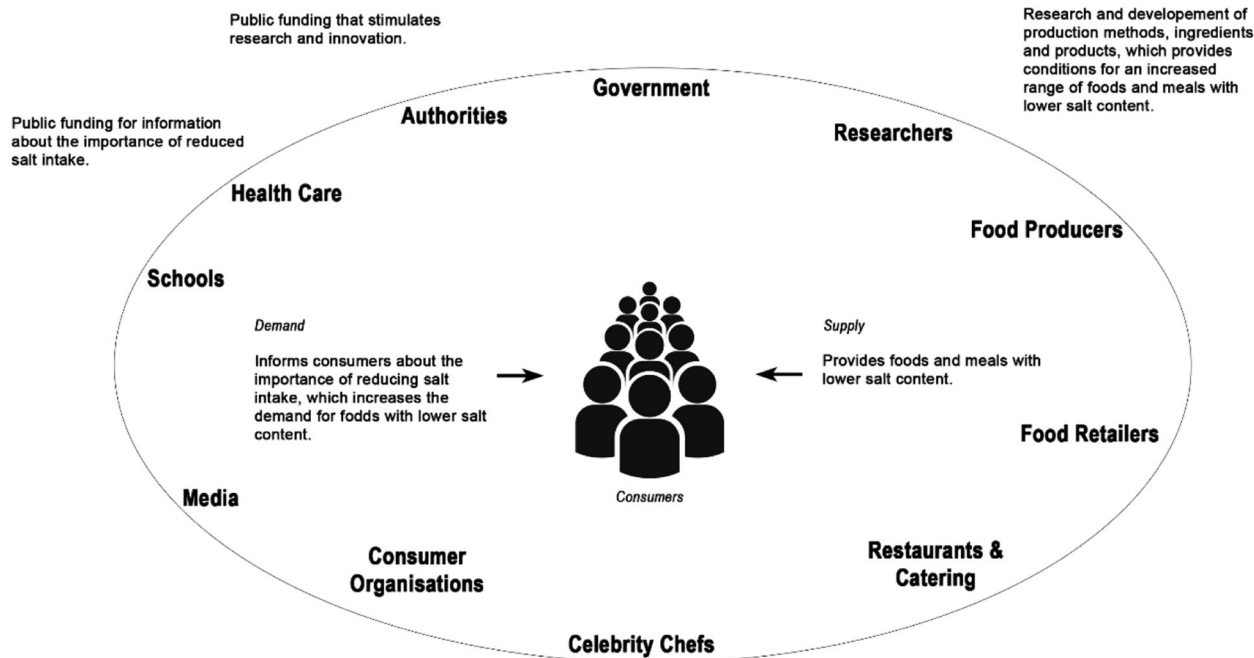 Public funding that stimulates
research and innovation.
Research and developement of
production methods, ingredients
and products, which provides
conditions for an increased
range of foods and meals with
lower salt content.
Government
Authorities
Researchers
Public funding for information
about the importance of reduced
salt intake.
Health Care
Food Producers
Schools
Demand
Informs consumers about the
importance of reducing salt
intake, which increases the
demand for fodds with lower salt
content.
Supply
Provides foods and meals with
lower salt content.
Food Retailers
Media
Consumers
Consumer
Organisations
Restaurants &
Catering
Celebrity Chefs